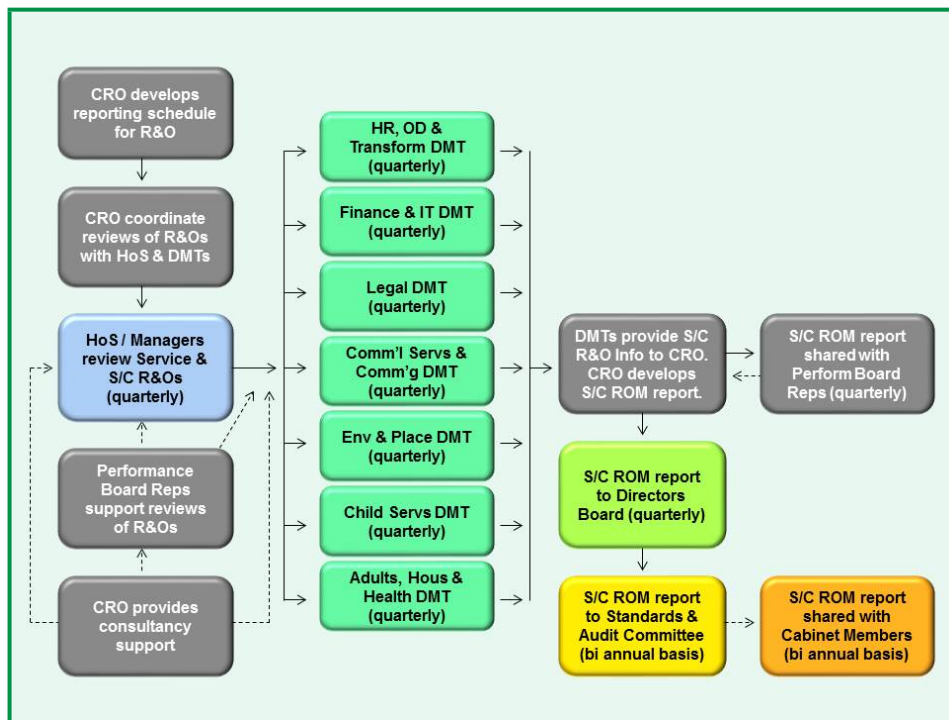 CRO develops
reporting schedule
for R&O
CRO coordinate
reviews of R&Os
with HoS & DMTs
HoS / Managers
review Service &
S/C R&Os
(quarterly)
Performance
Board Reps
support reviews
of R&Os
CRO provides
consultancy
support
HR, OD &
Transform DMT
(quarterly)
Finance & IT DMT
(quarterly)
Legal DMT
(quarterly)
Comm'l Servs &
Comm'g DMT
(quarterly)
Env & Place DMT
(quarterly)
Child Servs DMT
(quarterly)
Adults, Hous &
Health DMT
(quarterly)
DMTs provide S/C
R&O Info to CRO.
CRO develops
S/C ROM report.
S/C ROM report
shared with
Perform Board
Reps (quarterly)
S/C ROM report
to Directors
Board (quarterly)
S/C ROM report
to Standards &
Audit Committee
(bi annual basis)
S/C ROM report
shared with
Cabinet Members
(bi annual basis)